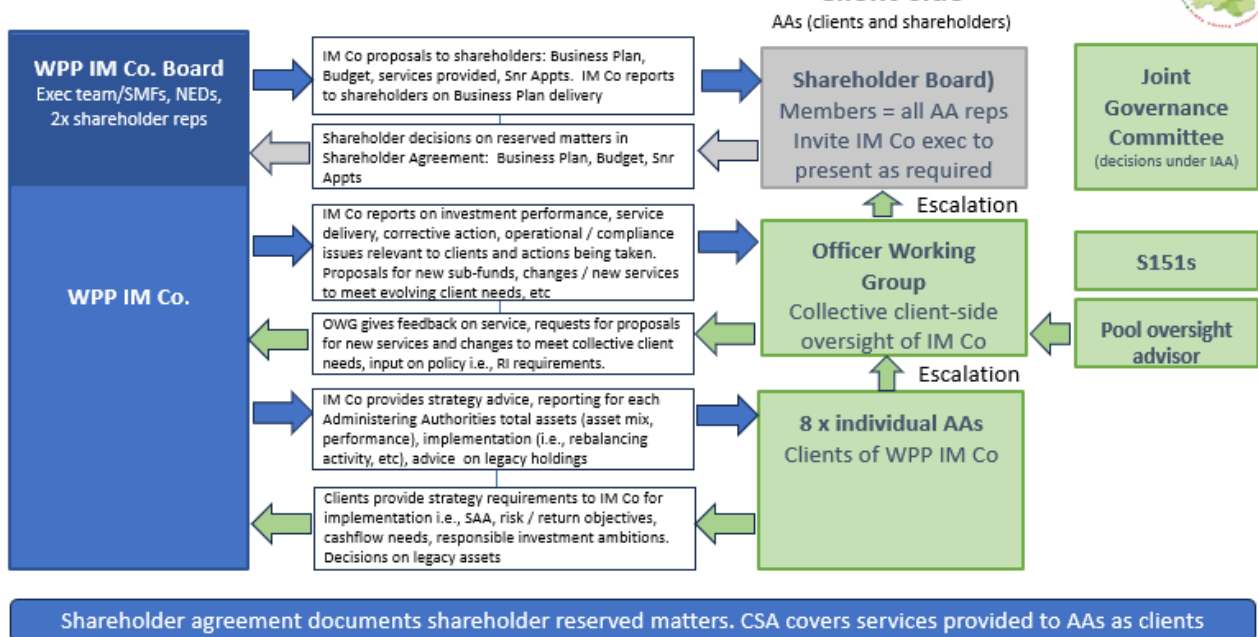 AAs (clients and shareholders)
WPP IM Co. Board
Exec team/SMFs, NEDs,
2x shareholder reps
IM Co proposals to shareholders: Business Plan,
Budget, services provided, Snr Appts. IM Co reports
to shareholders on Business Plan delivery
Shareholder Board)
Members = all AA reps
Invite IM Co exec to
present as required
Joint
Governance
Committee
(decisions under IAA)
Shareholder decisions on reserved matters in
Shareholder Agreement: Business Plan, Budget, Snr
Appts
Escalation
WPP IM Co.
IM Co reports on investment performance, service
delivery, corrective action, operational / compliance
issues relevant to clients and actions being taken.
Proposals for new sub-funds, changes / new services
to meet evolving client needs, etc
Officer Working
Group
Collective client-side
oversight of IM Co
S151s
Pool oversight
advisor
OWG gives feedback on service, requests for proposals
for new services and changes to meet collective client
needs, input on policy i.e., RI requirements.
Escalation
IM Co provides strategy advice, reporting for each
Administering Authorities total assets (asset mix,
performance), implementation (i.e., rebalancing
activity, etc), advice on legacy holdings
8 x individual AAs
Clients of WPP IM Co
Clients provide strategy requirements to IM Co for
implementation i.e., SAA, risk / return objectives,
cashflow needs, responsible investment ambitions.
Decisions on legacy assets
Shareholder agreement documents shareholder reserved matters. CSA covers services provided to AAs as clients